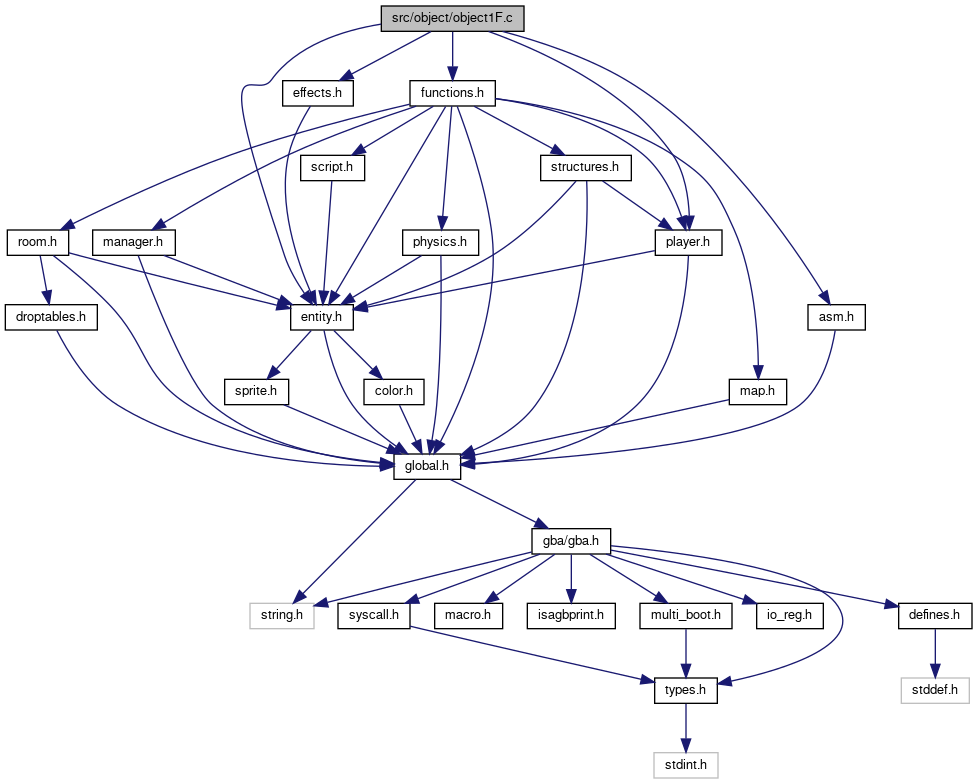 src/object/object1F.c
effects.h
functions.h
script.h
structures.h
room.h
manager.h
physics.h
player.h
droptables.h
entity.h
asm.h
sprite.h
color.h
map.h
global.h
gba/gba.h
string.h
syscall.h
macro.h
isagbprint.h
multi_boot.h
io_reg.h
defines.h
types.h
stddef.h
stdint.h